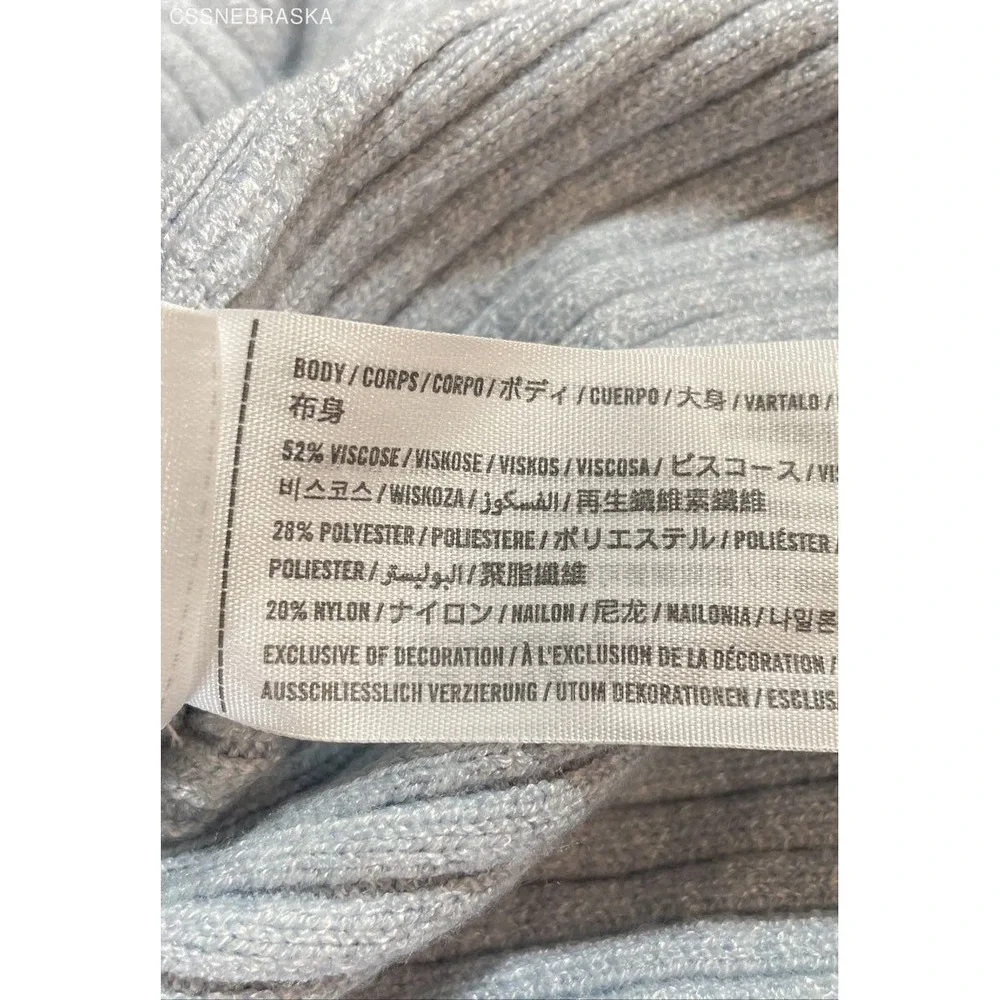 CSSNEBRASKA
BODY / CORPS / CORPO / ボディ / CUERPO / 大身 / VARTALO /
布身
52% VISCOSE / VISKOSE / VISKOS / VISCOSA / ビスコース /
비스코스 / WISKOZA / الفسكوز / 再生纖維素纖維
28% POLYESTER / POLIESTERE / ポリエステル / POLIÉSTER /
POLIESTER / البوليستر / 聚脂纖維
20% NYLON / ナイロン / NAILON / 尼龙 / NAILONIA / 나일론
EXCLUSIVE OF DECORATION / À L'EXCLUSION DE LA DÉCORATION /
AUSSCHLIESSLICH VERZIERUNG / UTOM DEKORATIONEN /